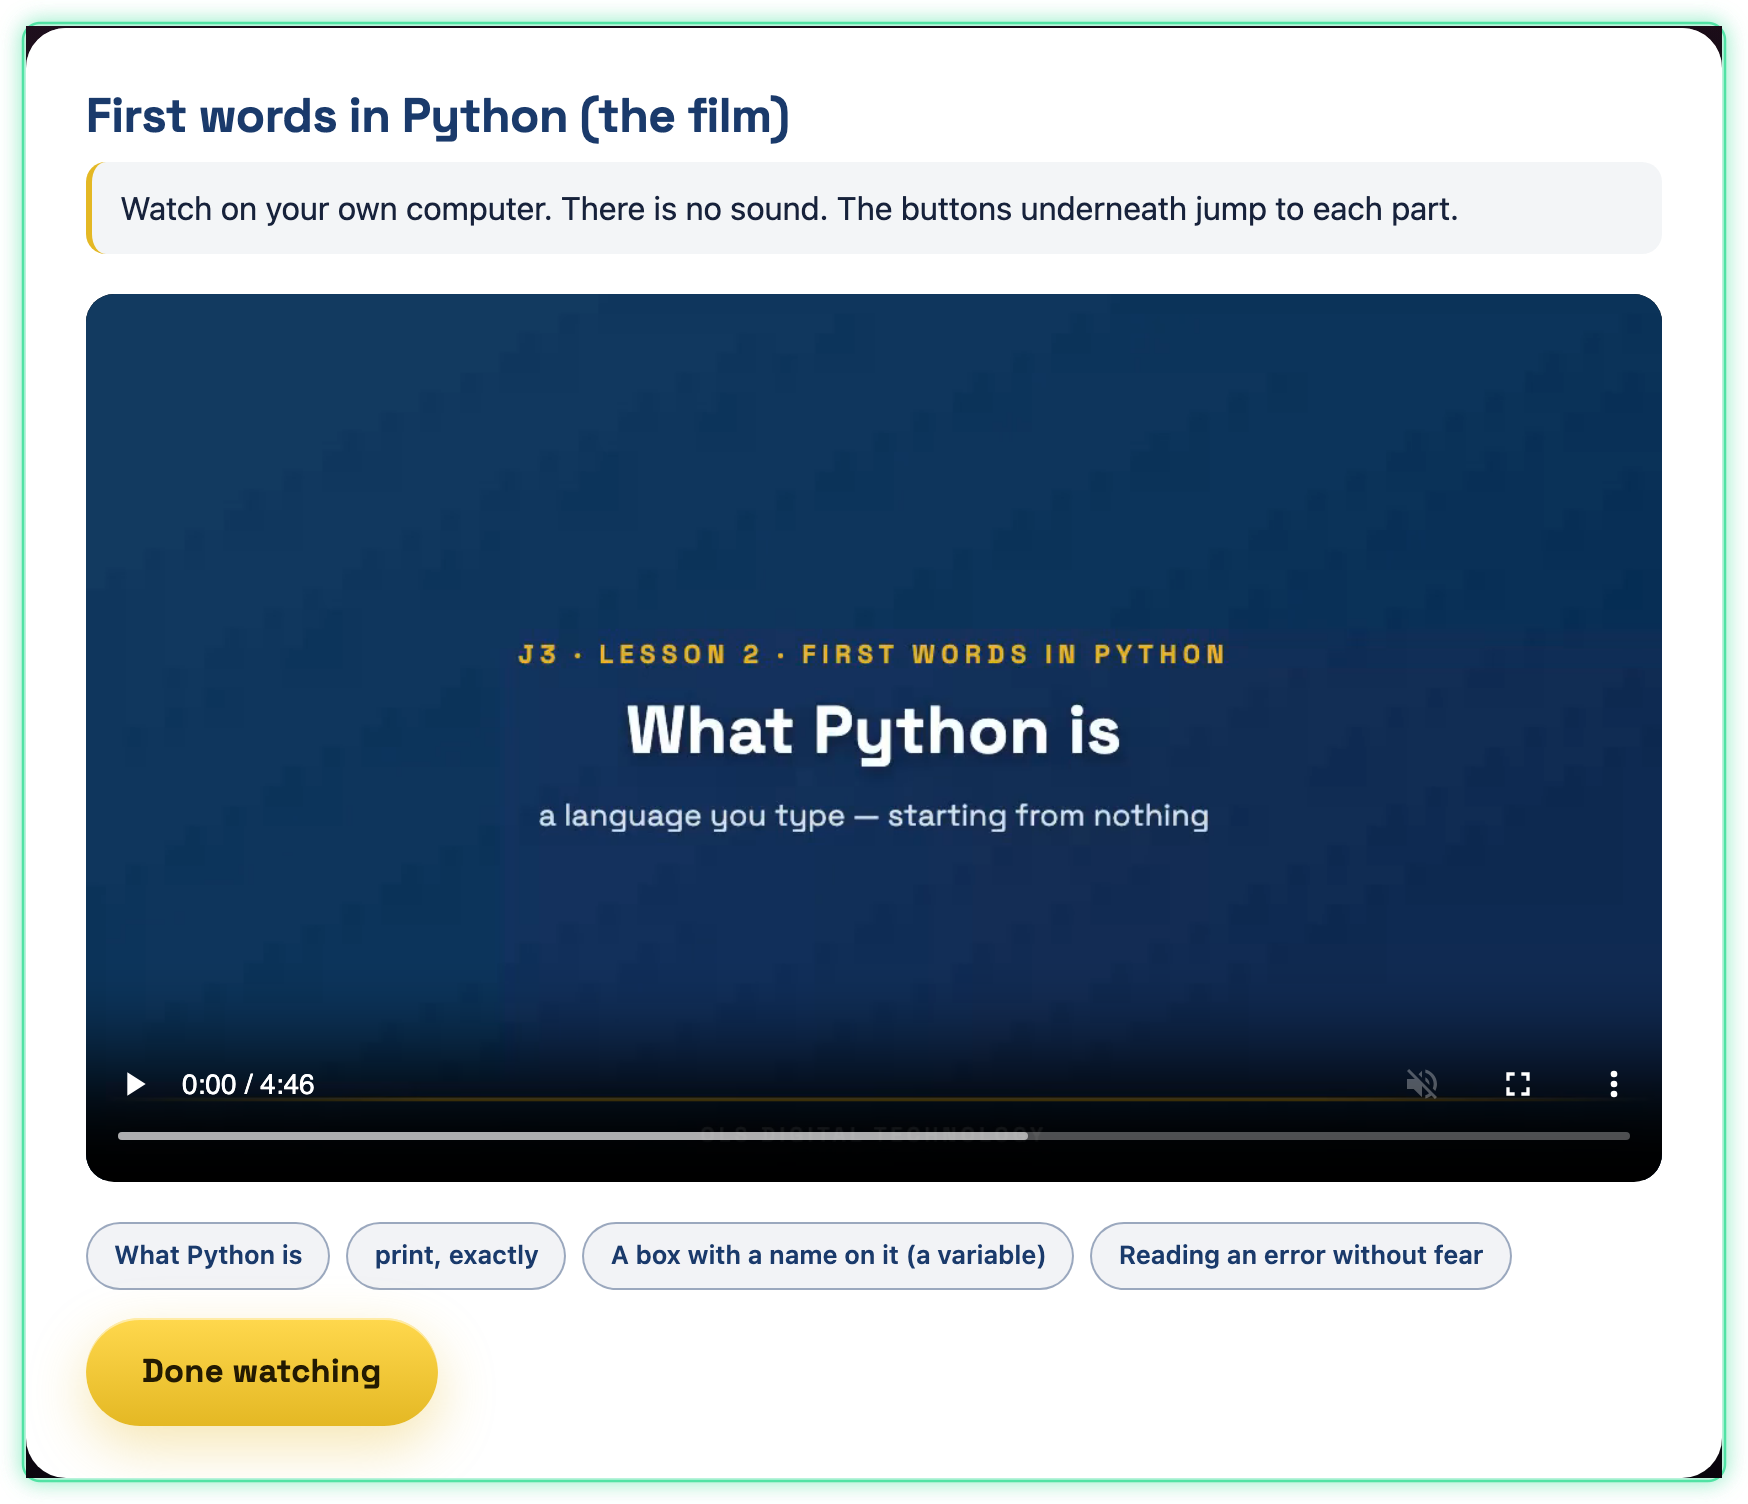 First words in Python (the film)
Watch on your own computer. There is no sound. The buttons underneath jump to each part.
J3 · LESSON 2 · FIRST WORDS IN PYTHON
What Python is
a language you type — starting from nothing
0:00 / 4:46
OLS DIGITAL TECHNOLOGY
What Python is
print, exactly
A box with a name on it (a variable)
Reading an error without fear
Done watching